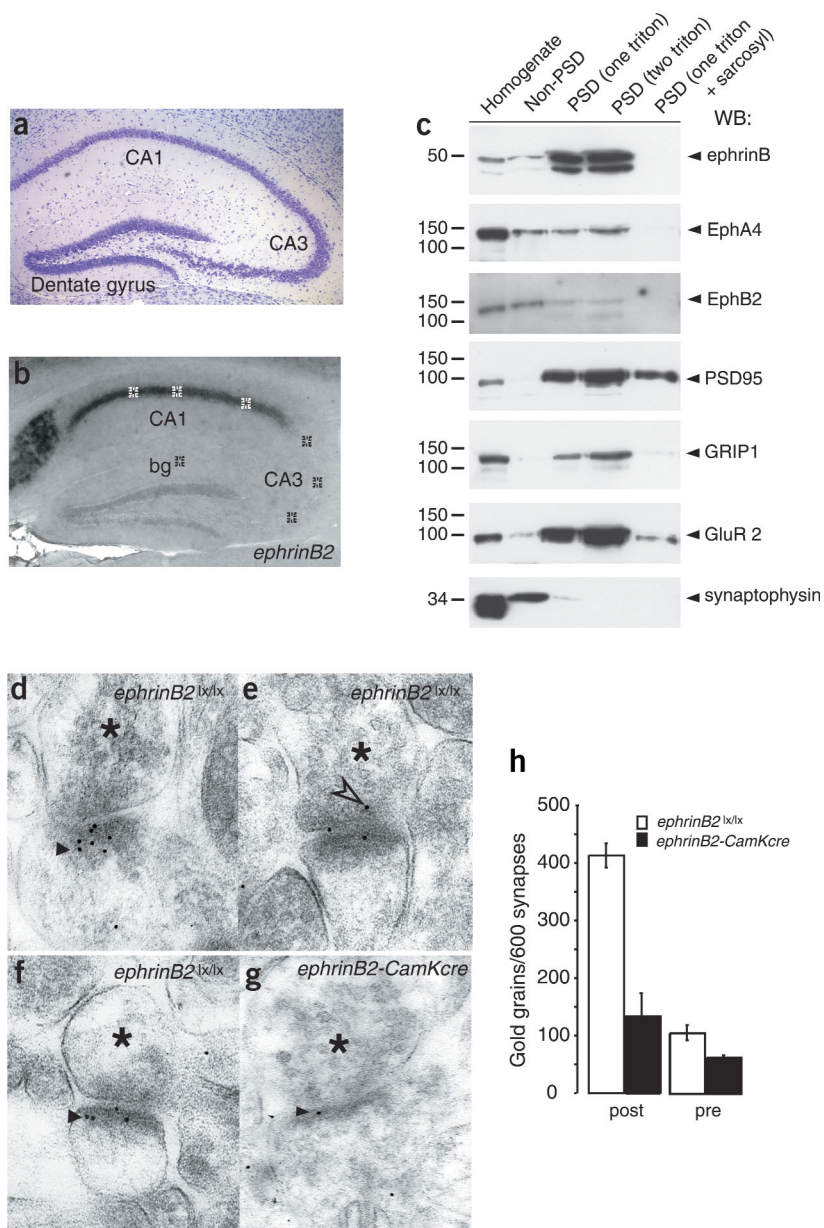 a
CA1
CA3
Dentate gyrus
b
CA1
bg
CA3
ephrinB2
c
Homogenate
Non-PSD
PSD (one triton)
PSD (two triton)
PSD (one triton
+ sarcosyl)
WB:
50
ephrinB
150
100
EphA4
150
100
EphB2
150
100
PSD95
150
100
GRIP1
150
100
GluR 2
34
synaptophysin
d
ephrinB2 lx/lx
*
e
ephrinB2 lx/lx
*
f
ephrinB2 lx/lx
*
g
ephrinB2-CamKcre
*
h
Gold grains/600 synapses
500
400
300
200
100
0
ephrinB2 lx/lx
ephrinB2-CamKcre
post
pre